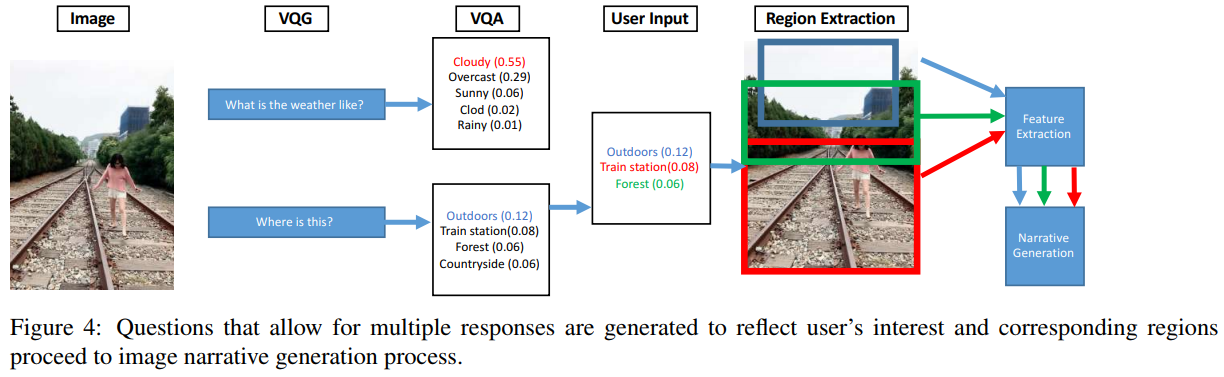 Image
VQG
VQA
User Input
Region Extraction
What is the weather like?
Cloudy (0.55)
Overcast (0.29)
Sunny (0.06)
Clod (0.02)
Rainy (0.01)
Where is this?
Outdoors (0.12)
Train station(0.08)
Forest (0.06)
Countryside (0.06)
Outdoors (0.12)
Train station(0.08)
Forest (0.06)
Feature
Extraction
Narrative
Generation
Figure 4: Questions that allow for multiple responses are generated to reflect user's interest and corresponding regions
proceed to image narrative generation process.